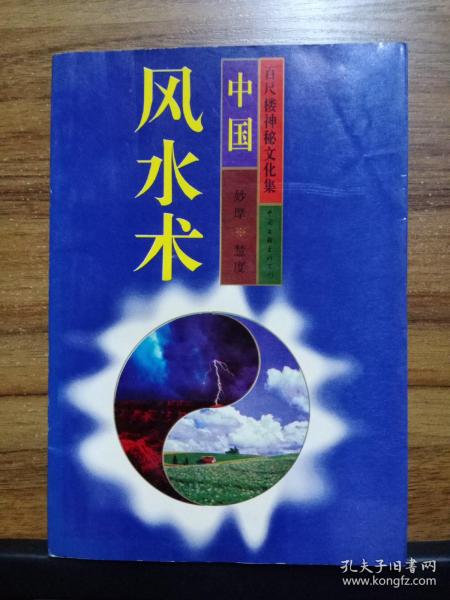 百尺楼神秘文化集
中国
风水术
妙摩※慧度
孔夫子旧书网
www.kongfz.com